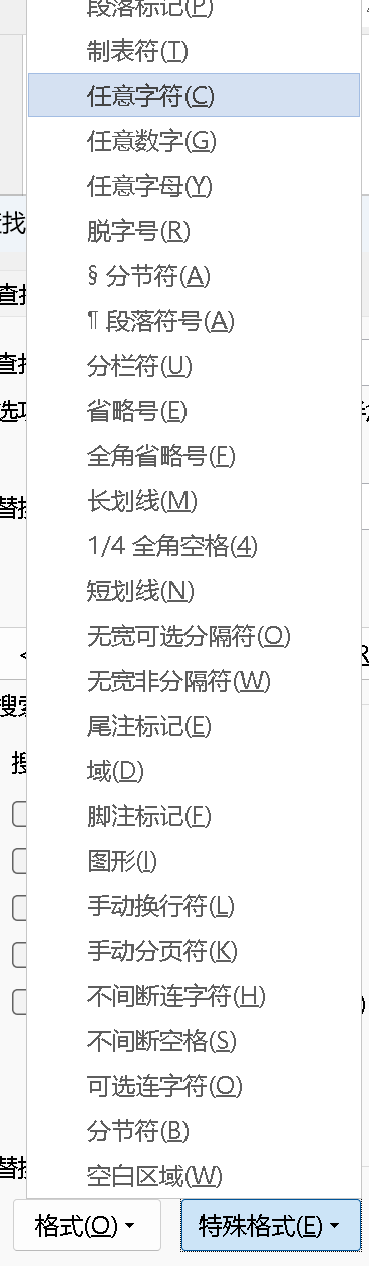 段落标记(P)
制表符(T)
任意字符(C)
任意数字(G)
任意字母(Y)
脱字号(R)
§ 分节符(A)
¶ 段落符号(A)
分栏符(U)
省略号(E)
全角省略号(F)
长划线(M)
1/4 全角空格(4)
短划线(N)
无宽可选分隔符(O)
无宽非分隔符(W)
尾注标记(E)
域(D)
脚注标记(F)
图形(I)
手动换行符(L)
手动分页符(K)
不间断连字符(H)
不间断空格(S)
可选连字符(O)
分节符(B)
空白区域(W)
格式(O)
特殊格式(E)